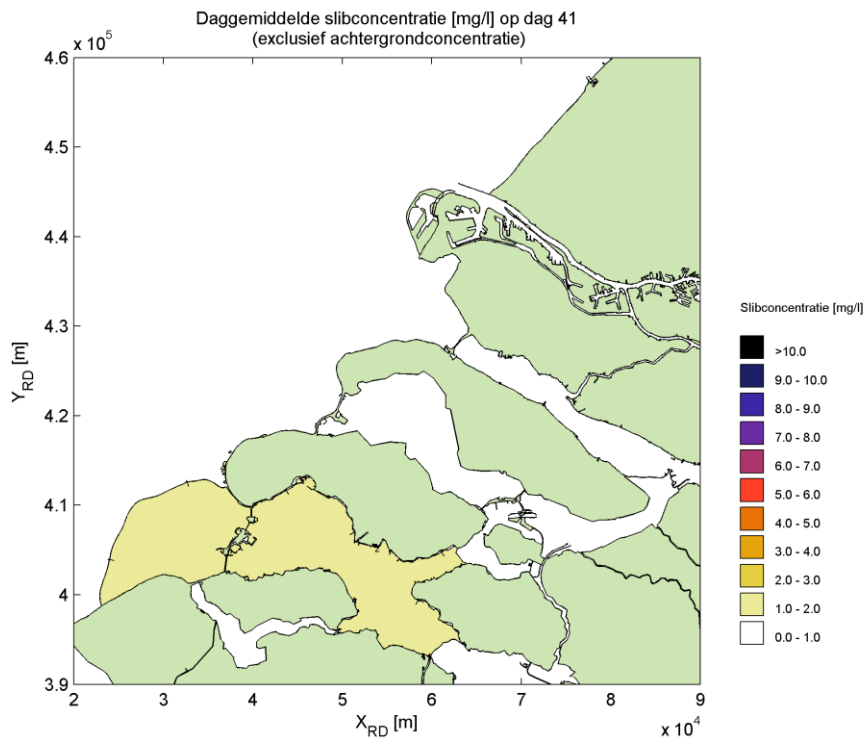 Daggemiddelde slibconcentratie [mg/l] op dag 41
(exclusief achtergrondconcentratie)
x 10^5
4.6
4.5
4.4
4.3
4.2
4.1
4
3.9
Y_RD [m]
2 3 4 5 6 7 8 9
X_RD [m]
x 10^4
Slibconcentratie [mg/l]
>10.0
9.0 - 10.0
8.0 - 9.0
7.0 - 8.0
6.0 - 7.0
5.0 - 6.0
4.0 - 5.0
3.0 - 4.0
2.0 - 3.0
1.0 - 2.0
0.0 - 1.0